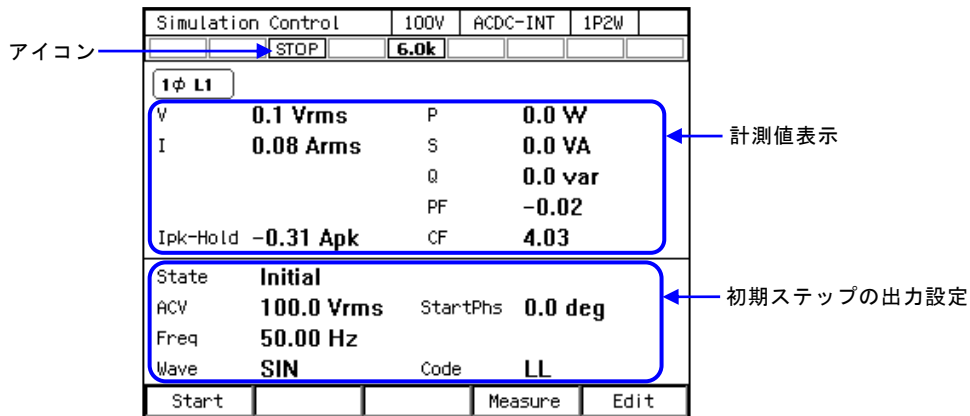 Simulation Control 100V ACDC-INT 1P2W
アイコン STOP 6.0k
1φ L1
V 0.1 Vrms P 0.0 W
計測値表示
I 0.08 Arms S 0.0 VA
Q 0.0 var
PF -0.02
Ipk-Hold -0.31 Apk CF 4.03
State Initial
初期ステップの出力設定
ACV 100.0 Vrms StartPhs 0.0 deg
Freq 50.00 Hz
Wave SIN Code LL
Start Measure Edit